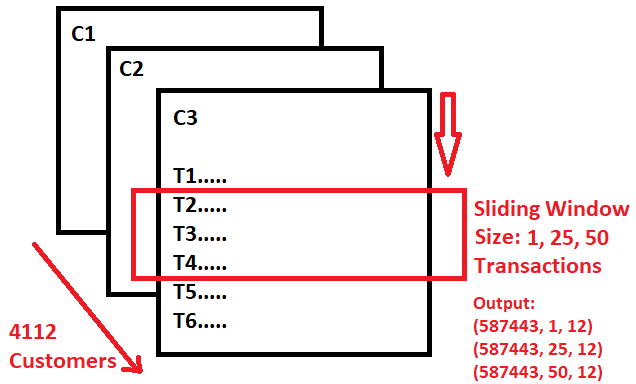 C1
C2
C3
T1.....
T2.....
T3.....
T4.....
T5.....
T6.....
Sliding Window
Size: 1, 25, 50
Transactions
Output:
(587443, 1, 12)
(587443, 25, 12)
(587443, 50, 12)
4112
Customers